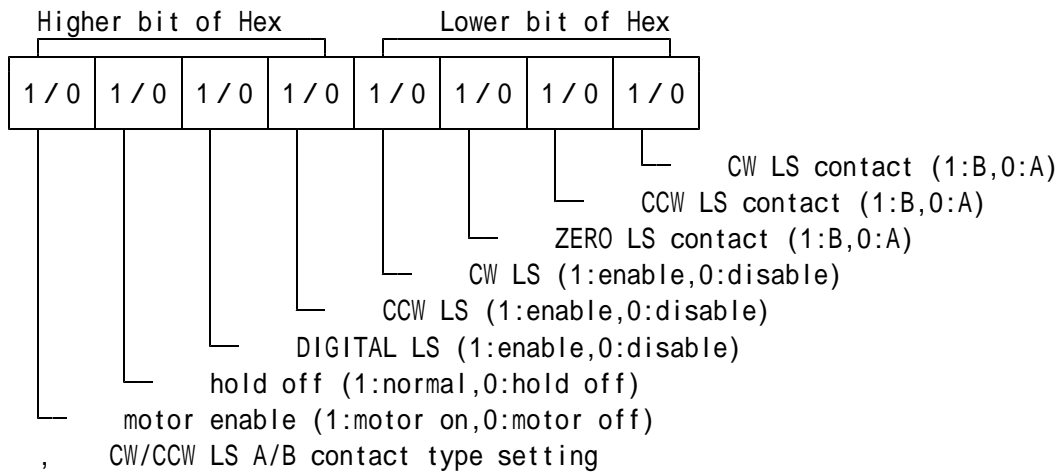 Higher bit of Hex Lower bit of Hex
1/0 1/0 1/0 1/0 1/0 1/0 1/0 1/0
CW LS contact (1:B,0:A)
CCW LS contact (1:B,0:A)
ZERO LS contact (1:B,0:A)
CW LS (1:enable,0:disable)
CCW LS (1:enable,0:disable)
DIGITAL LS (1:enable,0:disable)
hold off (1:normal,0:hold off)
motor enable (1:motor on,0:motor off)
, CW/CCW LS A/B contact type setting